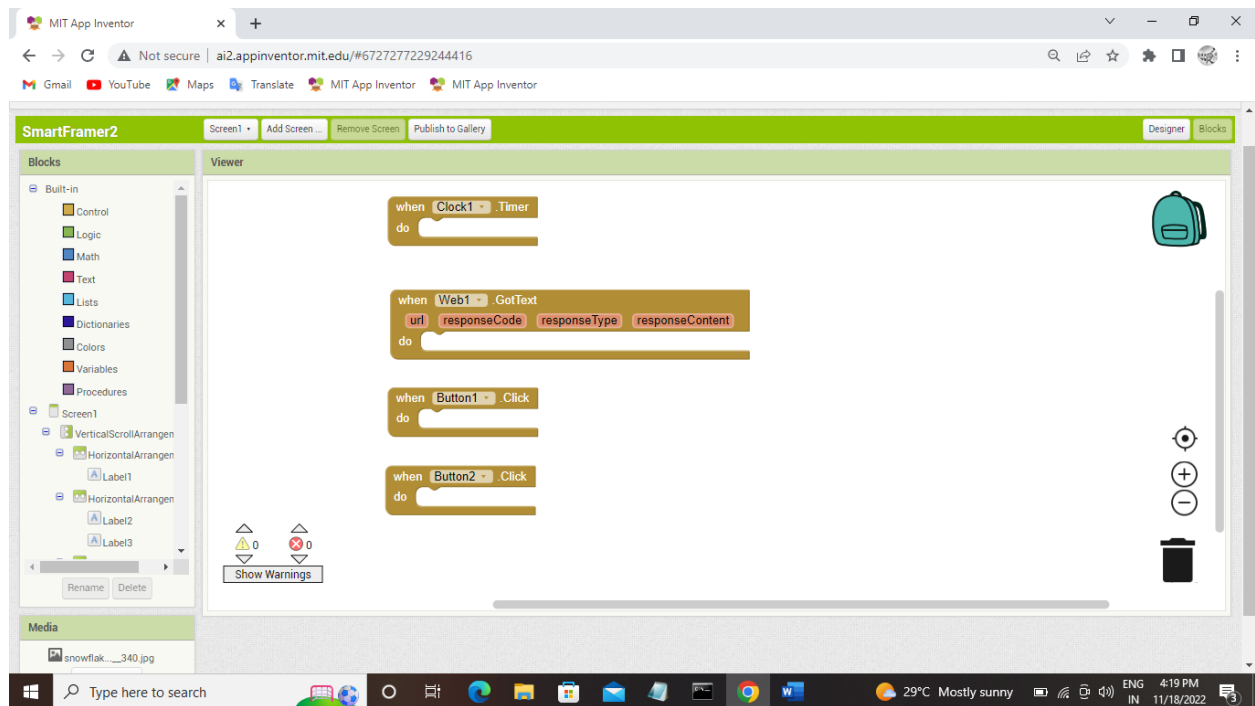 MIT App Inventor
Not secure ai2.appinventor.mit.edu/#6727277229244416
Gmail YouTube Maps Translate MIT App Inventor MIT App Inventor
SmartFramer2 Screen1 Add Screen ... Remove Screen Publish to Gallery Designer Blocks
Blocks Viewer
Built-in
Control
Logic
Math
Text
Lists
Dictionaries
Colors
Variables
Procedures
Screen1
VerticalScrollArrangen
HorizontalArrangen
Label1
HorizontalArrangen
Label2
Label3
Rename Delete
Media
snowflak...__340.jpg
when Clock1 .Timer
do
when Web1 .GotText
url responseCode responseType responseContent
do
when Button1 .Click
do
when Button2 .Click
do
0 0
Show Warnings
Type here to search
29°C Mostly sunny
ENG
IN
4:19 PM
11/18/2022
3